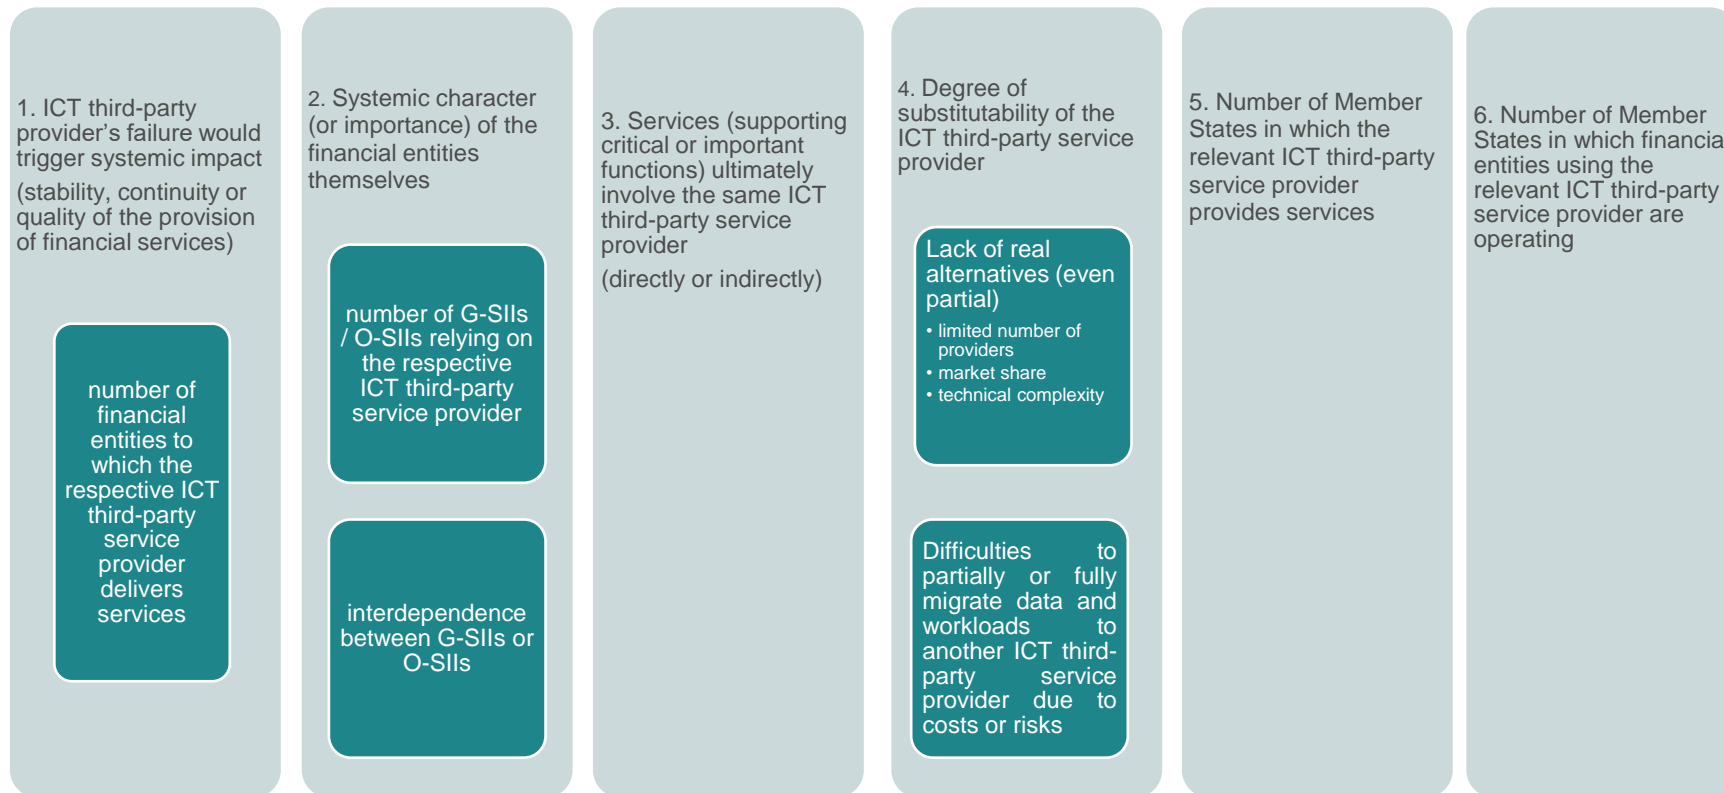 1. ICT third-party
provider's failure would
trigger systemic impact
(stability, continuity or
quality of the provision
of financial services)
number of
financial
entities to
which the
respective ICT
third-party
service
provider
delivers
services
2. Systemic character
(or importance) of the
financial entities
themselves
number of G-SIIs
/ O-SIIs relying on
the respective
ICT third-party
service provider
interdependence
between G-SIIs or
O-SIIs
3. Services (supporting
critical or important
functions) ultimately
involve the same ICT
third-party service
provider
(directly or indirectly)
4. Degree of
substitutability of the
ICT third-party service
provider
Lack of real
alternatives (even
partial)
• limited number of
providers
• market share
• technical complexity
Difficulties to
partially or fully
migrate data and
workloads to
another ICT third-
party service
provider due to
costs or risks
5. Number of Member
States in which the
relevant ICT third-party
service provider
provides services
6. Number of Member
States in which financial
entities using the
relevant ICT third-party
service provider are
operating